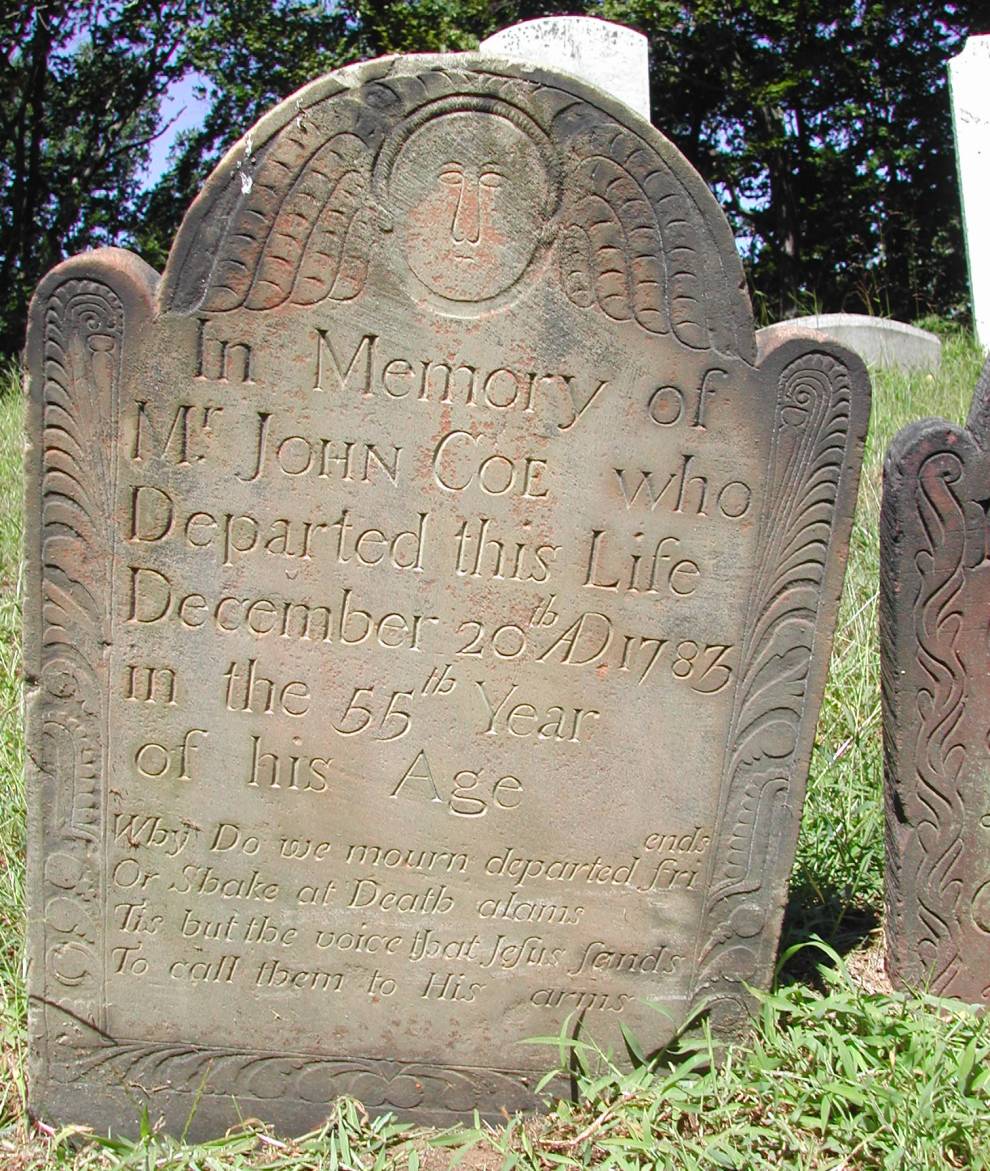 In Memory of
Mr JOHN COE who
Departed this Life
December 20th AD 1783
in the 55th Year
of his Age
Why Do we mourn departed friends
Or Shake at Death alams
Tis but the voice that Jeſus ſends
To call them to His arms